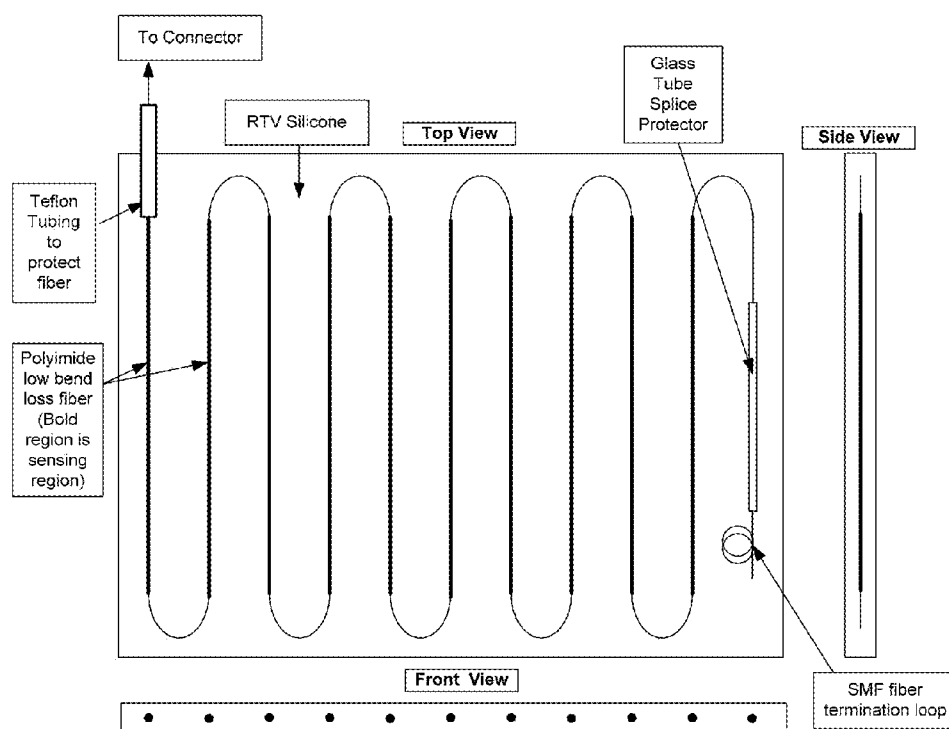 To Connector
RTV Silicone
Top View
Glass
Tube
Splice
Protector
Side View
Teflon
Tubing
to
protect
fiber
Polyimide
low bend
loss fiber
(Bold
region is
sensing
region)
Front View
SMF fiber
termination loop